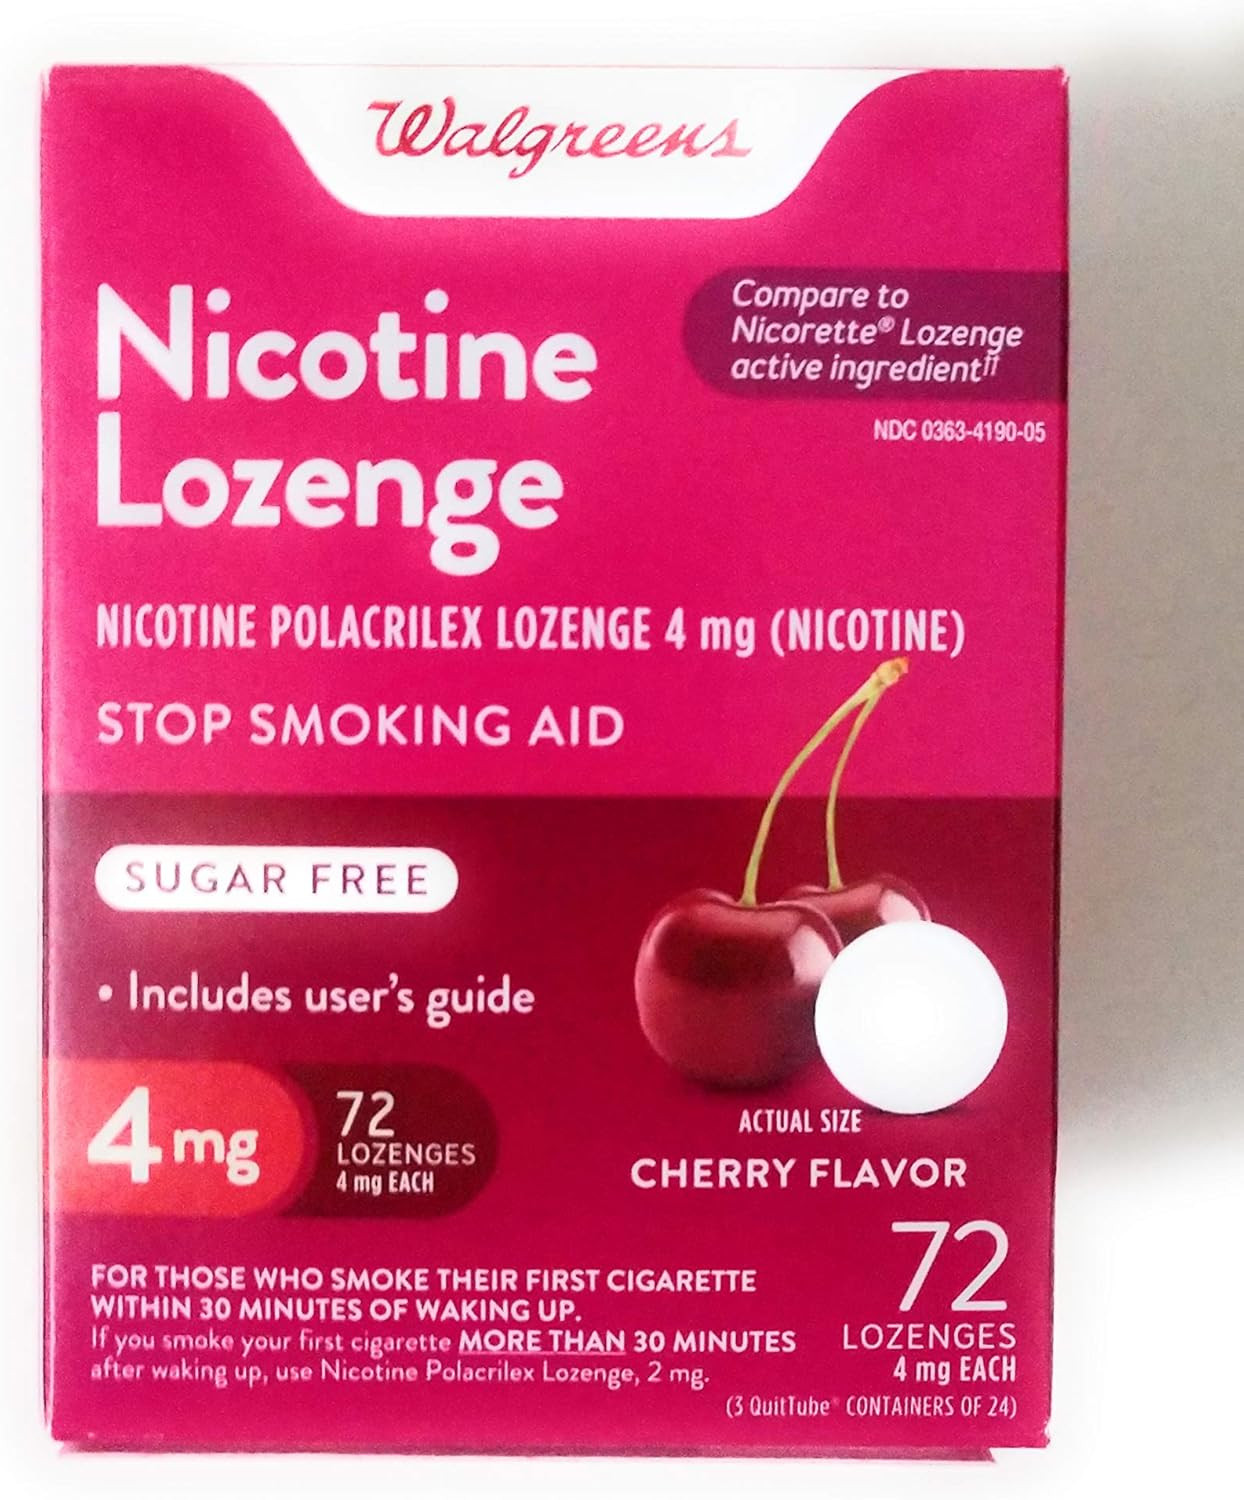 Walgreens
Nicotine
Lozenge
Compare to
Nicorette® Lozenge
active ingredient††
NDC 0363-4190-05
NICOTINE POLACRILEX LOZENGE 4 mg (NICOTINE)
STOP SMOKING AID
SUGAR FREE
• Includes user's guide
4 mg
72
LOZENGES
4 mg EACH
ACTUAL SIZE
CHERRY FLAVOR
FOR THOSE WHO SMOKE THEIR FIRST CIGARETTE
WITHIN 30 MINUTES OF WAKING UP.
If you smoke your first cigarette MORE THAN 30 MINUTES
after waking up, use Nicotine Polacrilex Lozenge, 2 mg.
72
LOZENGES
4 mg EACH
(3 QuitTube® CONTAINERS OF 24)